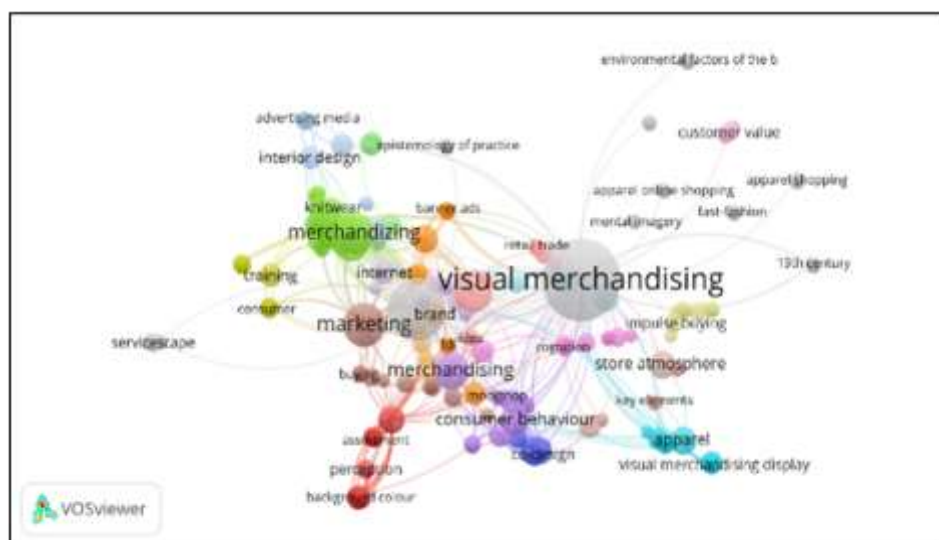 environmental factors of the b
advertising media
customer value
epistemology of practice
interior design
apparel shopping
apparel online shopping
knitwear
banner ads
fast-fashion
mental imagery
merchandizing
retail trade
19th century
internet
training
visual merchandising
consumer
brand
marketing
impulse buying
servicescape
store atmosphere
merchandising
buying
key elements
consumer behaviour
assessment
apparel
visual merchandising display
perception
background colour
VOSviewer